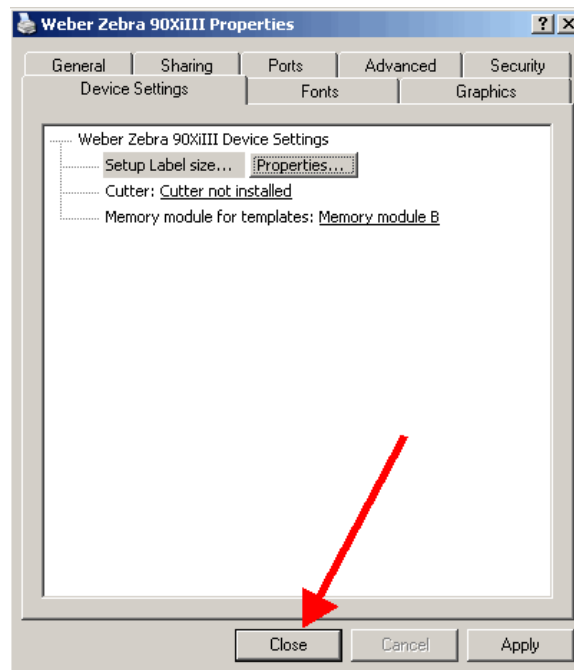 Weber Zebra 90XiIII Properties
General Sharing Ports Advanced Security
Device Settings Fonts Graphics
Weber Zebra 90XiIII Device Settings
Setup Label size... Properties...
Cutter: Cutter not installed
Memory module for templates: Memory module B
Close Cancel Apply